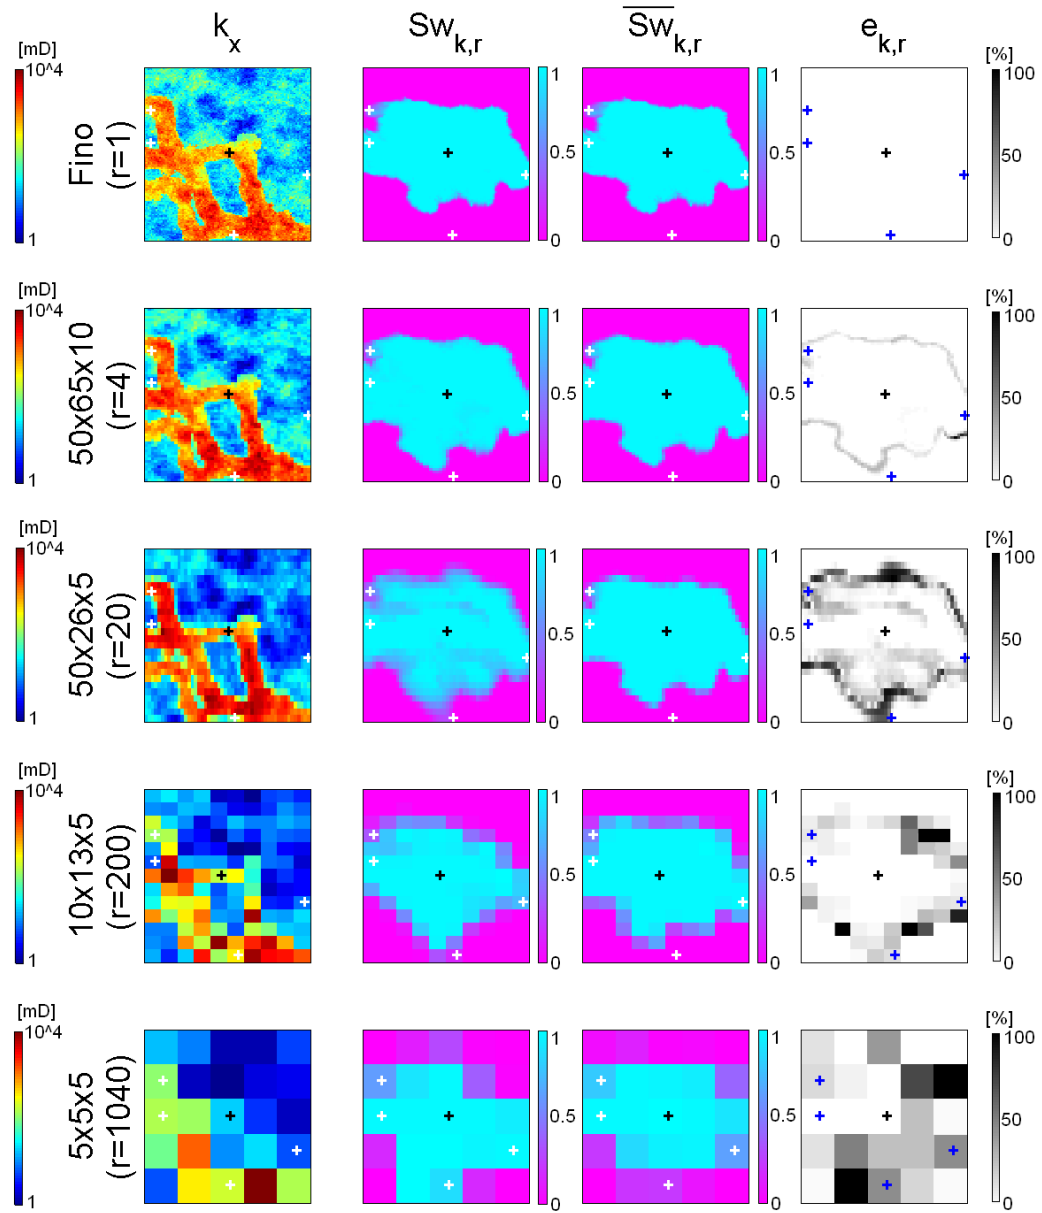 k_x Sw_k,r Sw_k,r e_k,r
[mD] [%]
10^4 1 1 100
Fino
(r=1)
0.5 0.5 50
1 0 0 0
[mD] [%]
10^4 1 1 100
50x65x10
(r=4)
0.5 0.5 50
1 0 0 0
[mD] [%]
10^4 1 1 100
50x26x5
(r=20)
0.5 0.5 50
1 0 0 0
[mD] [%]
10^4 1 1 100
10x13x5
(r=200)
0.5 0.5 50
1 0 0 0
[mD] [%]
10^4 1 1 100
5x5x5
(r=1040)
0.5 0.5 50
1 0 0 0